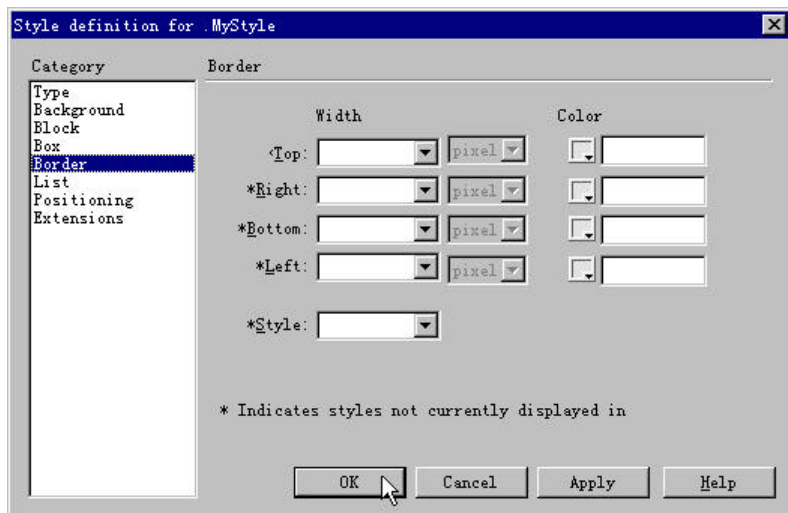 Style definition for .MyStyle
Category
Border
Type
Background
Block
Box
Border
List
Positioning
Extensions
Width Color
*Top: pixel
*Right: pixel
*Bottom: pixel
*Left: pixel
*Style:
* Indicates styles not currently displayed in
OK Cancel Apply Help